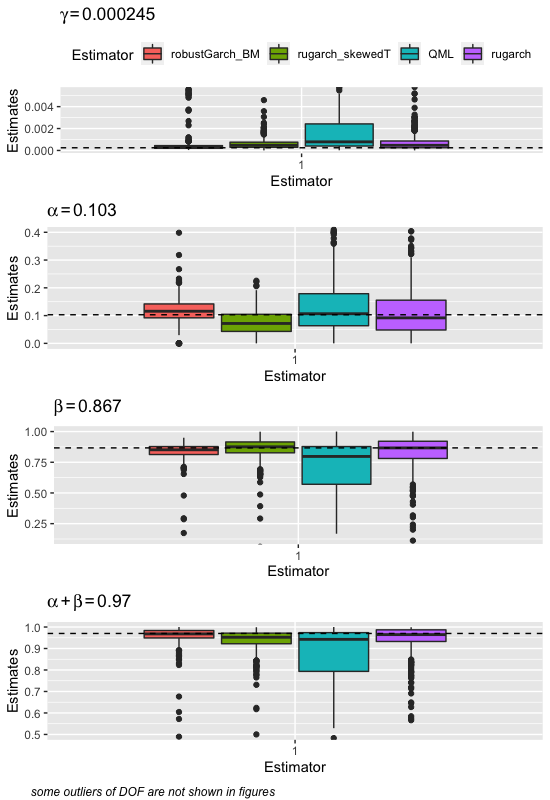 γ = 0.000245
Estimator robustGarch_BM rugarch_skewedT QML rugarch
0.004
0.002
0.000
Estimates
1
Estimator
α = 0.103
0.4
0.3
0.2
0.1
0.0
Estimates
1
Estimator
β = 0.867
1.00
0.75
0.50
0.25
Estimates
1
Estimator
α + β = 0.97
1.0
0.9
0.8
0.7
0.6
0.5
Estimates
1
Estimator
some outliers of DOF are not shown in figures